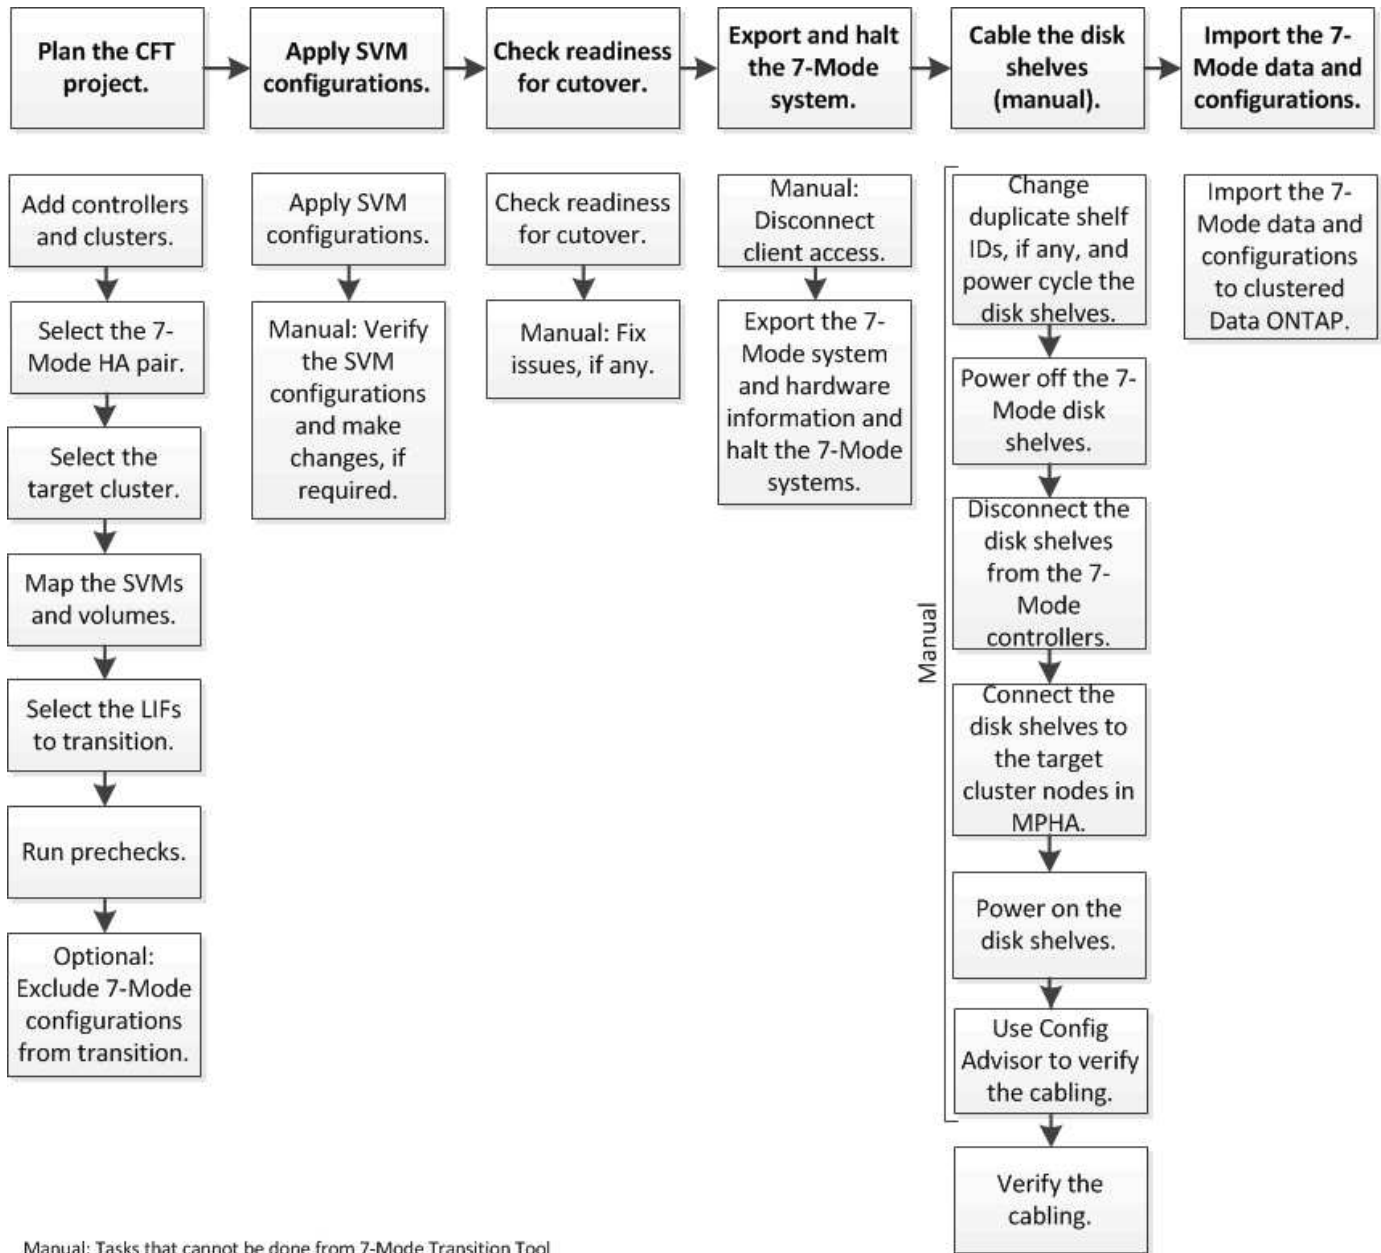 Plan the CFT
project.
Apply SVM
configurations.
Check readiness
for cutover.
Export and halt
the 7-Mode
system.
Cable the disk
shelves
(manual).
Import the 7-
Mode data and
configurations.
Add controllers
and clusters.
Select the 7-
Mode HA pair.
Select the
target cluster.
Map the SVMs
and volumes.
Select the LIFs
to transition.
Run prechecks.
Optional:
Exclude 7-Mode
configurations
from transition.
Apply SVM
configurations.
Manual: Verify
the SVM
configurations
and make
changes, if
required.
Check readiness
for cutover.
Manual: Fix
issues, if any.
Manual:
Disconnect
client access.
Export the 7-
Mode system
and hardware
information and
halt the 7-Mode
systems.
Manual
Change
duplicate shelf
IDs, if any, and
power cycle the
disk shelves.
Power off the 7-
Mode disk
shelves.
Disconnect the
disk shelves
from the 7-
Mode
controllers.
Connect the
disk shelves to
the target
cluster nodes in
MPHA.
Power on the
disk shelves.
Use Config
Advisor to verify
the cabling.
Verify the
cabling.
Import the 7-
Mode data and
configurations
to clustered
Data ONTAP.
Manual: Tasks that cannot be done from 7-Mode Transition Tool